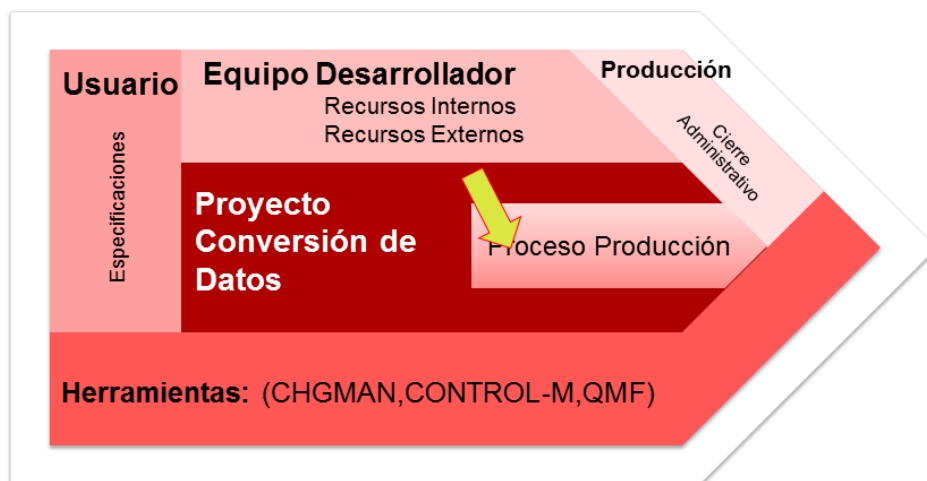 Usuario
Especificaciones
Equipo Desarrollador
Recursos Internos
Recursos Externos
Producción
Cierre
Administrativo
Proyecto
Conversión de
Datos
Proceso Producción
Herramientas: (CHGMAN,CONTROL-M,QMF)